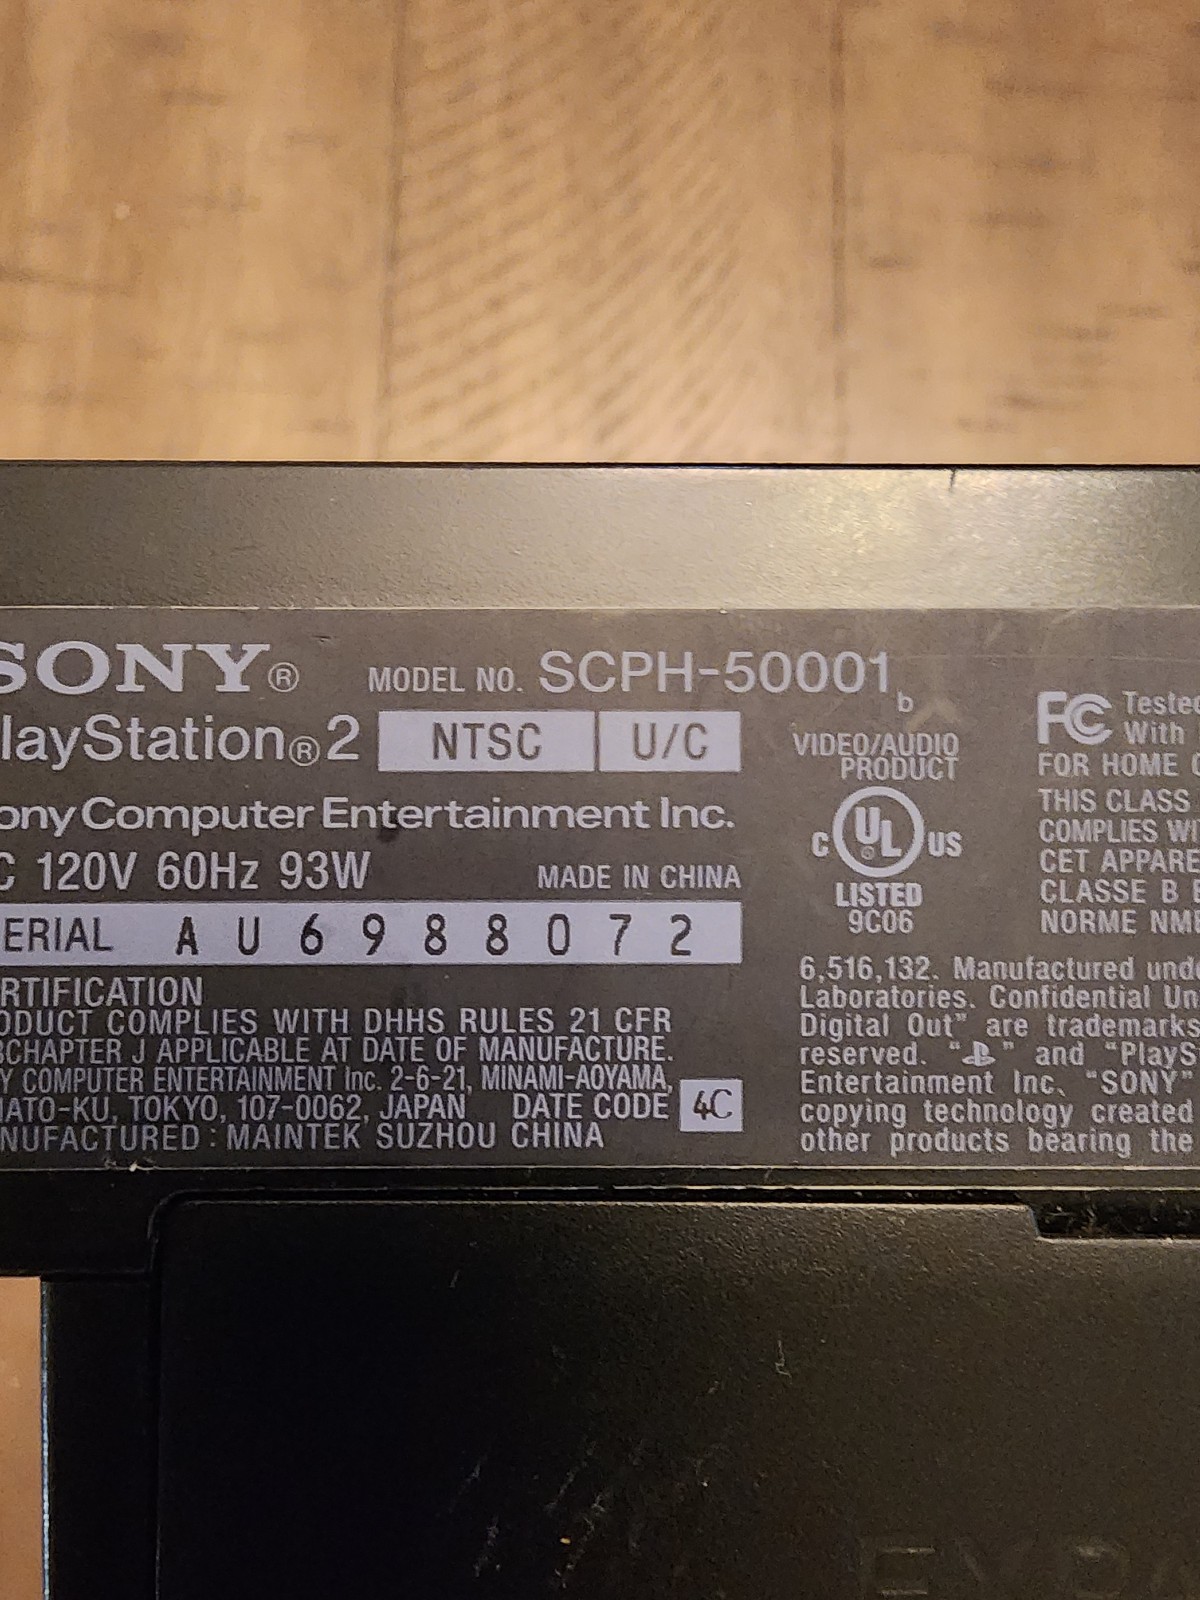 SONY®
MODEL NO. SCPH-50001
b
layStation®2
NTSC
U/C
ony Computer Entertainment Inc.
C 120V 60Hz 93W
MADE IN CHINA
ERIAL A U 6 9 8 8 0 7 2
RTIFICATION
ODUCT COMPLIES WITH DHHS RULES 21 CFR
BCHAPTER J APPLICABLE AT DATE OF MANUFACTURE.
Y COMPUTER ENTERTAINMENT Inc. 2-6-21, MINAMI-AOYAMA,
NATO-KU, TOKYO, 107-0062, JAPAN DATE CODE 4C
NUFACTURED : MAINTEK SUZHOU CHINA
VIDEO/AUDIO
PRODUCT
C UL US
LISTED
9C06
FC Teste
With
FOR HOME O
THIS CLASS
COMPLIES WI
CET APPARE
CLASSE B
NORME NM
6,516,132. Manufactured und
Laboratories. Confidential Un
Digital Out" are trademarks
reserved. " " and "PlayS
Entertainment Inc. "SONY"
copying technology created
other products bearing the
EXPA